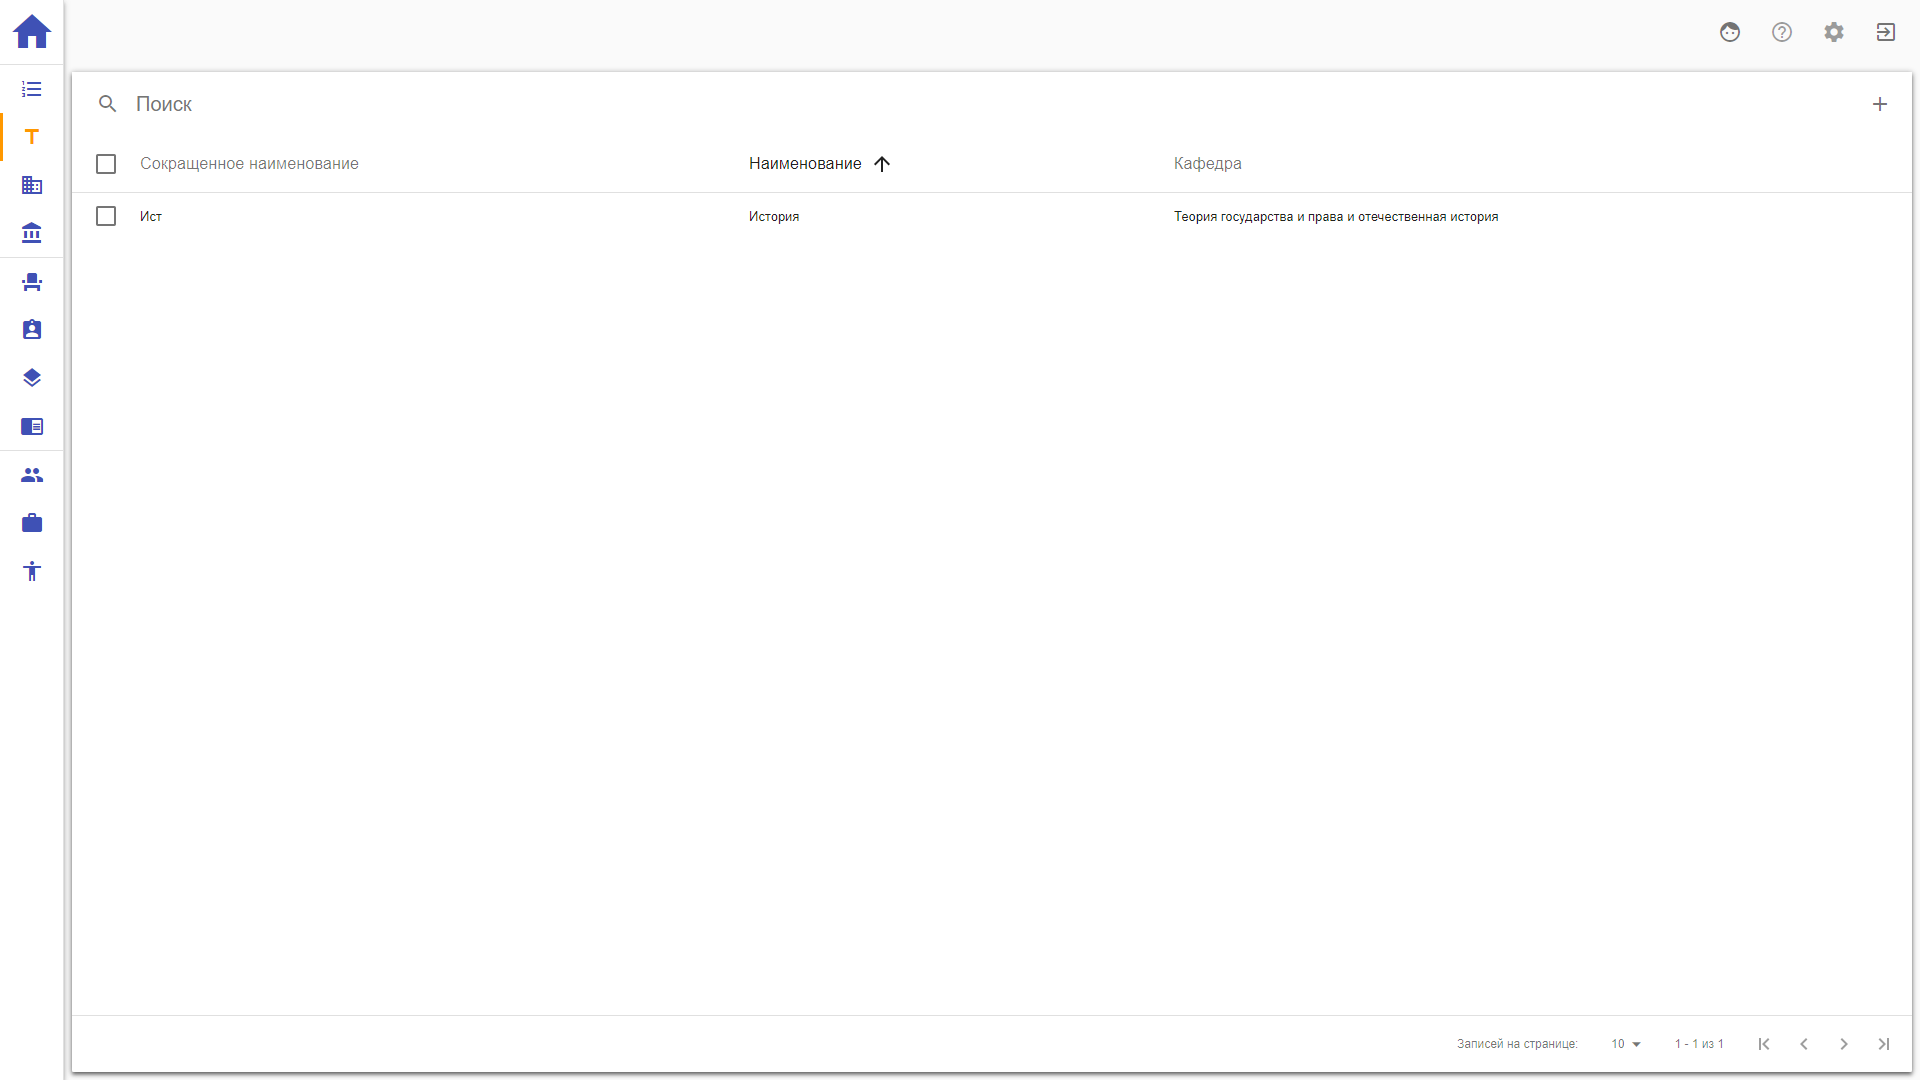 Поиск
Сокращенное наименование Наименование Кафедра
Ист История Теория государства и права и отечественная история
Записей на странице: 10 1 - 1 из 1